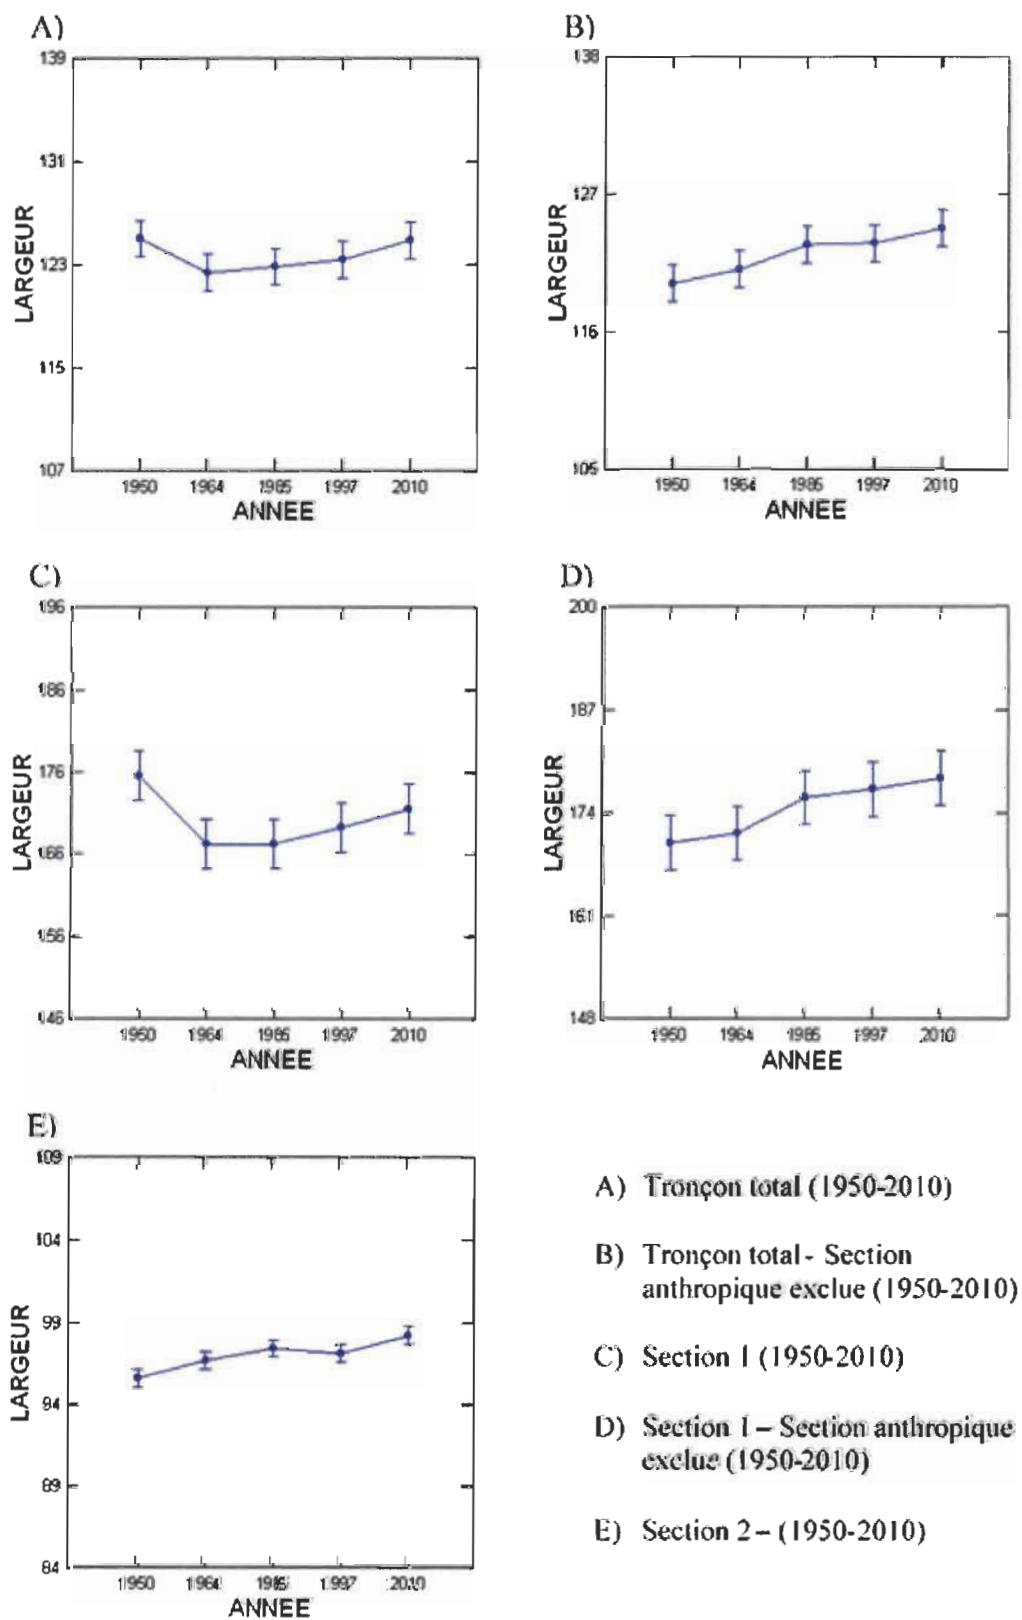 A)
139
131
123
115
107
LARGEUR
1950 1964 1985 1997 2010
ANNEE
B)
138
127
116
105
LARGEUR
1950 1964 1985 1997 2010
ANNEE
C)
196
186
176
166
156
146
LARGEUR
1950 1964 1985 1997 2010
ANNEE
D)
200
187
174
161
148
LARGEUR
1950 1964 1985 1997 2010
ANNEE
E)
109
104
99
94
89
84
LARGEUR
1950 1964 1985 1997 2010
ANNEE
A) Tronçon total (1950-2010)
B) Tronçon total - Section
anthropique exclue (1950-2010)
C) Section 1 (1950-2010)
D) Section 1 – Section anthropique
exclue (1950-2010)
E) Section 2 – (1950-2010)